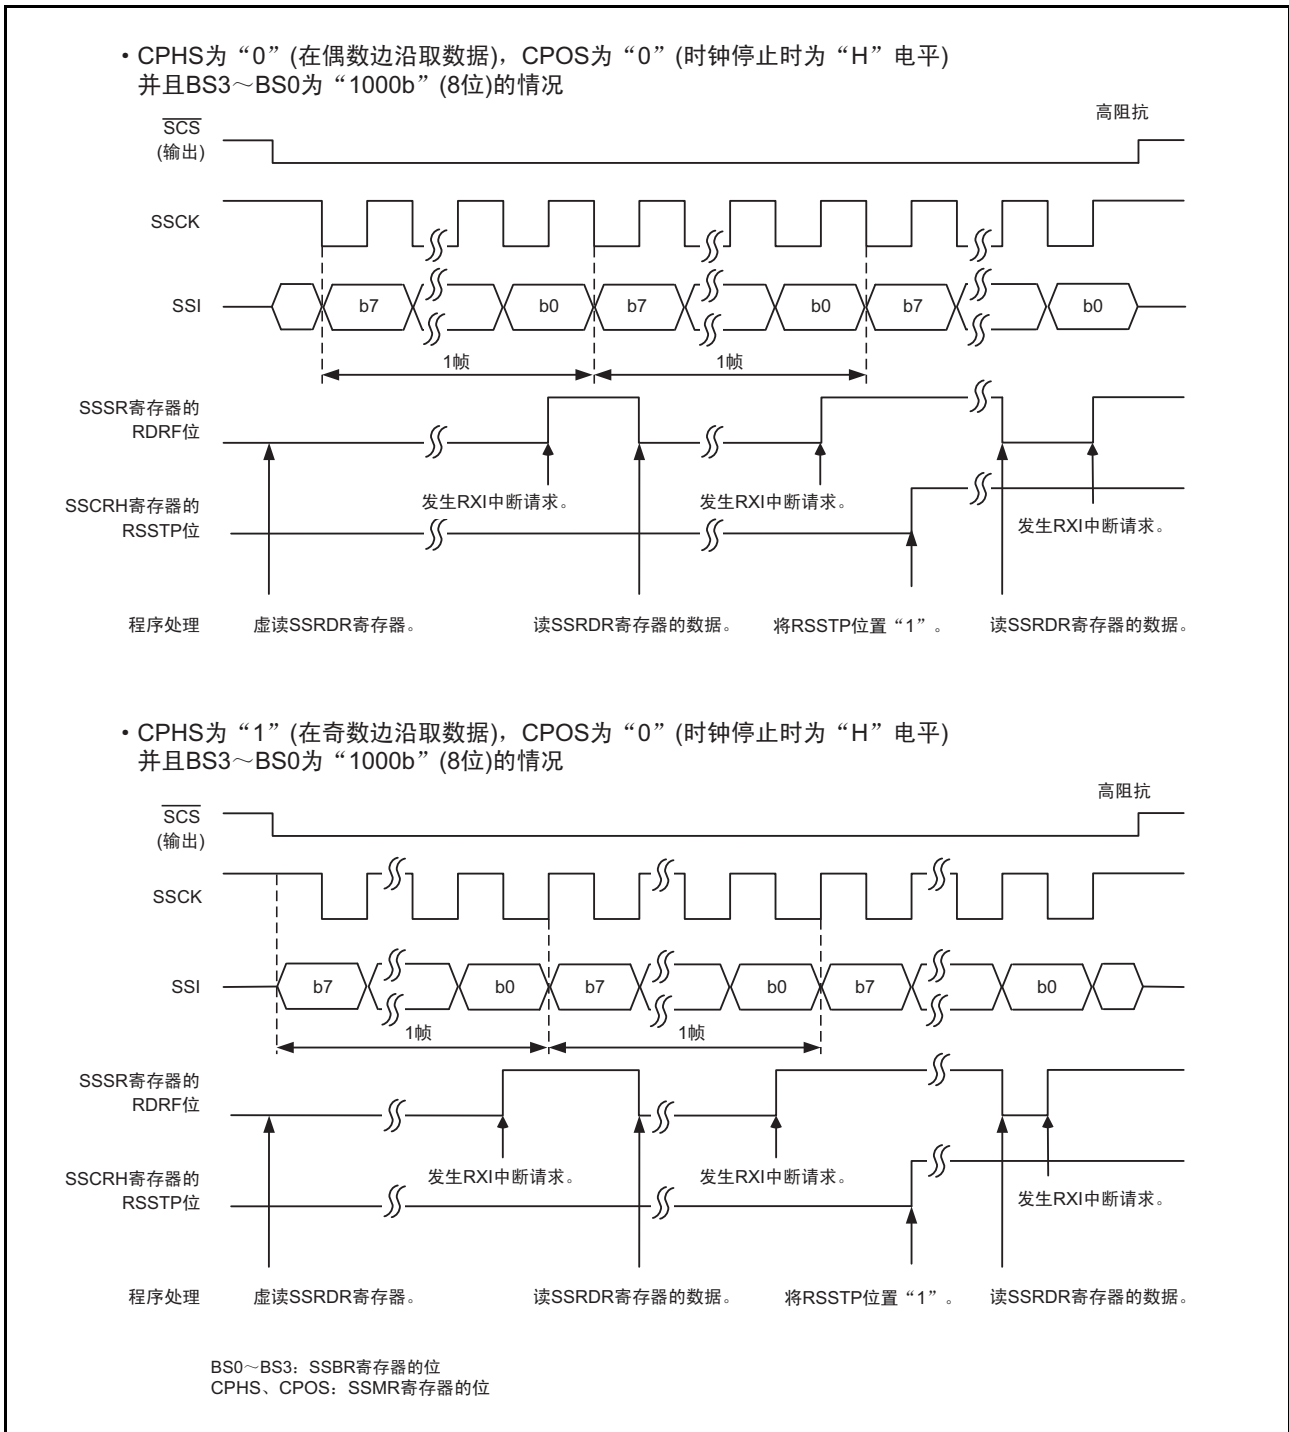 ・CPHS为“0”(在偶数边沿取数据)，CPOS为“0”(时钟停止时为“H”电平)
并且BS3～BS0为“1000b”(8位)的情况
高阻抗
SCS
(输出)
SSCK
SSI
b7
b0
b7
b0
b7
b0
1帧
1帧
SSSR寄存器的
RDRF位
发生RXI中断请求。
发生RXI中断请求。
SSCRH寄存器的
RSSTP位
发生RXI中断请求。
程序处理
虚读SSRDR寄存器。
读SSRDR寄存器的数据。
将RSSTP位置“1”。
读SSRDR寄存器的数据。
・CPHS为“1”(在奇数边沿取数据)，CPOS为“0”(时钟停止时为“H”电平)
并且BS3～BS0为“1000b”(8位)的情况
高阻抗
SCS
(输出)
SSCK
SSI
b7
b0
b7
b0
b7
b0
1帧
1帧
SSSR寄存器的
RDRF位
发生RXI中断请求。
发生RXI中断请求。
SSCRH寄存器的
RSSTP位
发生RXI中断请求。
程序处理
虚读SSRDR寄存器。
读SSRDR寄存器的数据。
将RSSTP位置“1”。
读SSRDR寄存器的数据。
BS0～BS3：SSBR寄存器的位
CPHS、CPOS：SSMR寄存器的位